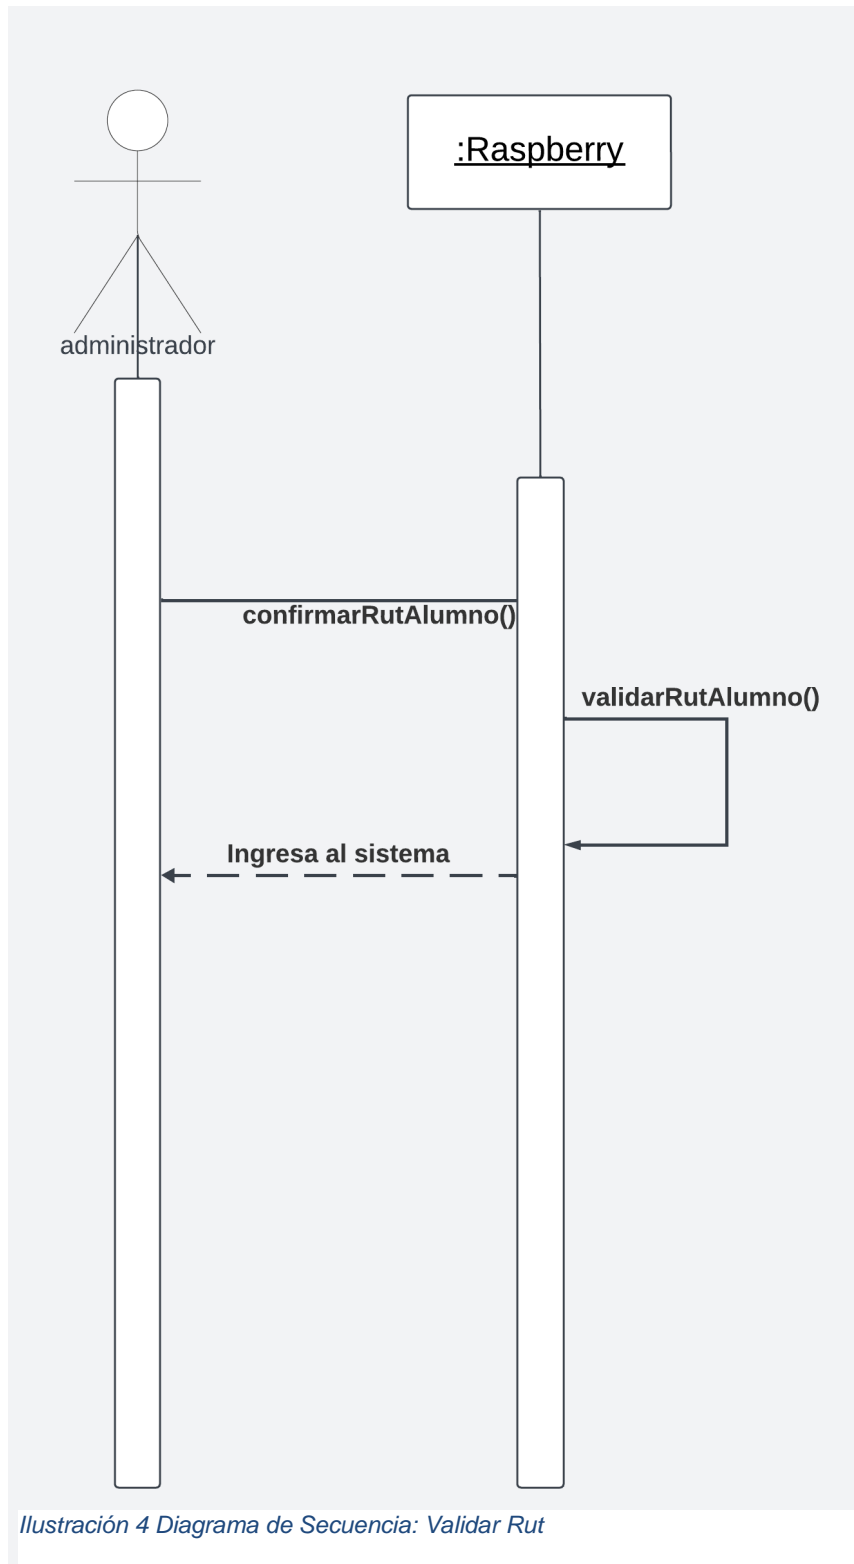 :Raspberry
administrador
confirmarRutAlumno()
validarRutAlumno()
Ingresa al sistema
Ilustración 4 Diagrama de Secuencia: Validar Rut